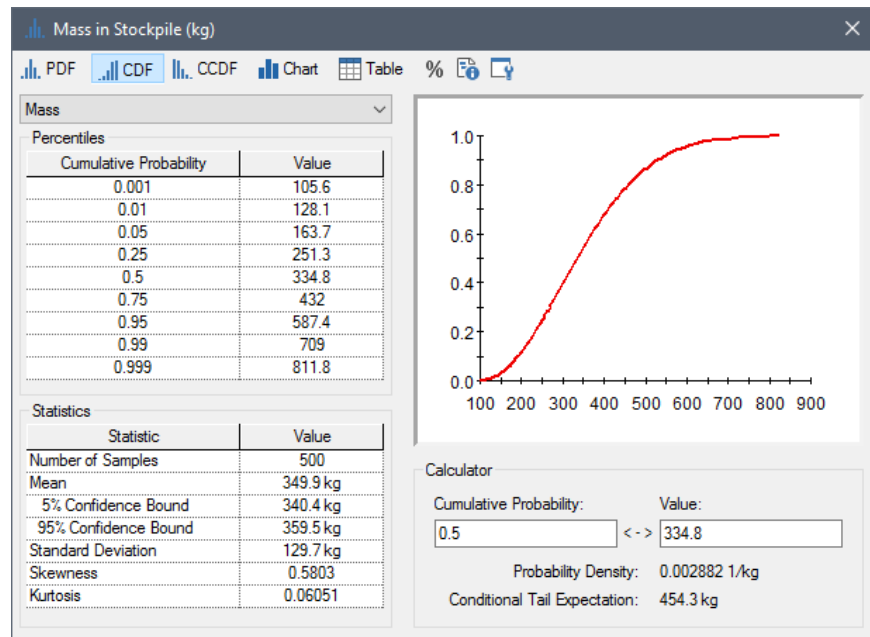 Mass in Stockpile (kg)
PDF CDF CCDF Chart Table %
Mass
Percentiles
Cumulative Probability Value
0.001 105.6
0.01 128.1
0.05 163.7
0.25 251.3
0.5 334.8
0.75 432
0.95 587.4
0.99 709
0.999 811.8
Statistics
Statistic Value
Number of Samples 500
Mean 349.9 kg
5% Confidence Bound 340.4 kg
95% Confidence Bound 359.5 kg
Standard Deviation 129.7 kg
Skewness 0.5803
Kurtosis 0.06051
1.0
0.8
0.6
0.4
0.2
0.0
100 200 300 400 500 600 700 800 900
Calculator
Cumulative Probability: Value:
0.5 <-> 334.8
Probability Density: 0.002882 1/kg
Conditional Tail Expectation: 454.3 kg